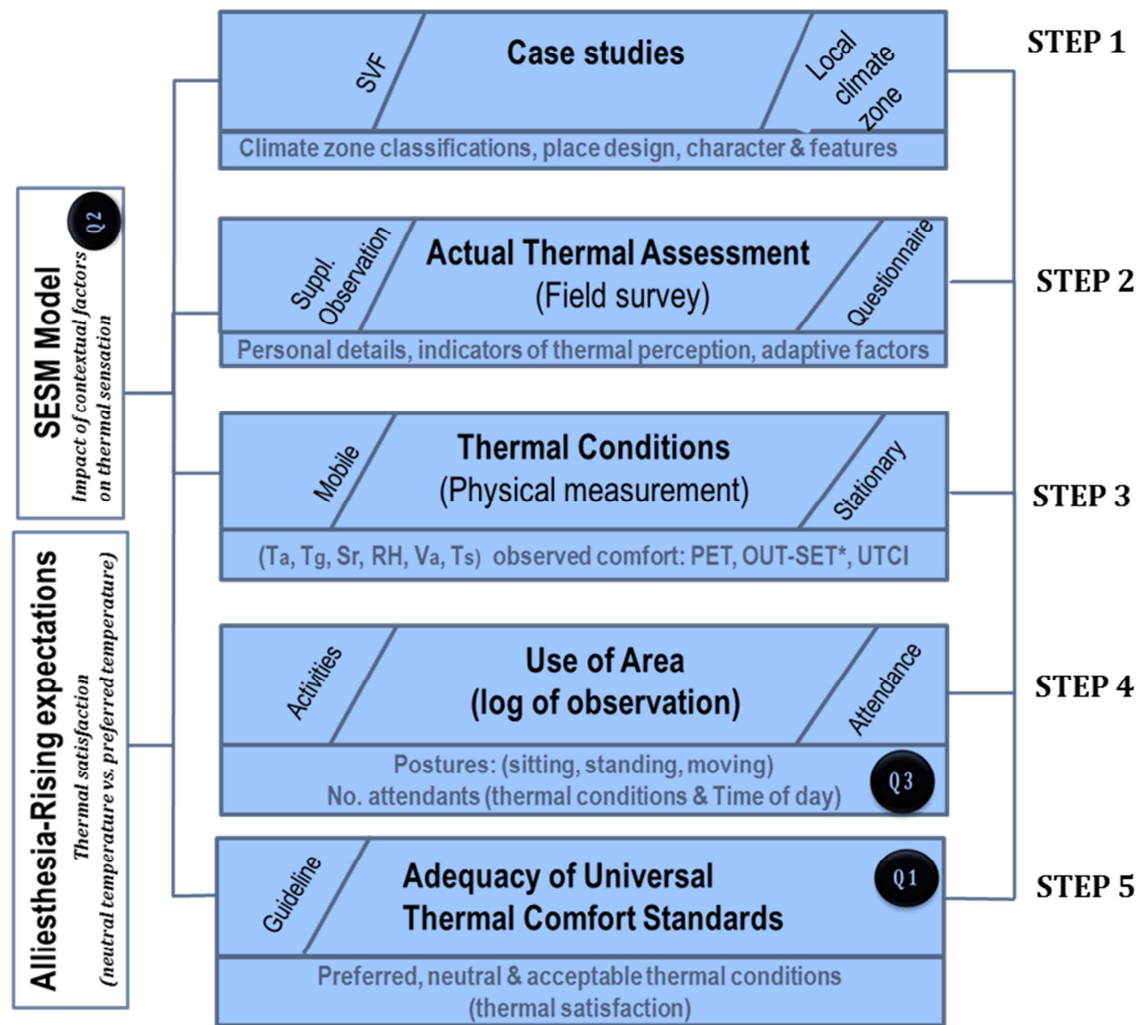 SVF
Case studies
Local
climate
zone
STEP 1
Climate zone classifications, place design, character & features
SESM Model
Q2
Impact of contextual factors
on thermal sensation
Suppl.
Observation
Actual Thermal Assessment
(Field survey)
Questionnaire
STEP 2
Personal details, indicators of thermal perception, adaptive factors
Mobile
Thermal Conditions
(Physical measurement)
Stationary
STEP 3
(Ta, Tg, Sr, RH, Va, Ts) observed comfort: PET, OUT-SET*, UTCI
Alliesthesia-Rising expectations
Thermal satisfaction
(neutral temperature vs. preferred temperature)
Activities
Use of Area
(log of observation)
Attendance
STEP 4
Postures: (sitting, standing, moving)
No. attendants (thermal conditions & Time of day)
Q3
Guideline
Adequacy of Universal
Thermal Comfort Standards
Q1
STEP 5
Preferred, neutral & acceptable thermal conditions
(thermal satisfaction)